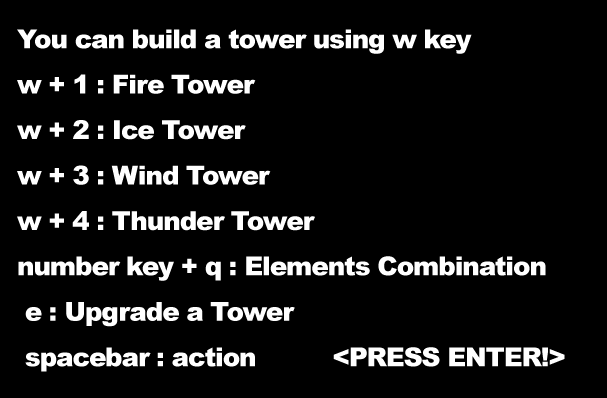 You can build a tower using w key
w + 1 : Fire Tower
w + 2 : Ice Tower
w + 3 : Wind Tower
w + 4 : Thunder Tower
number key + q : Elements Combination
e : Upgrade a Tower
spacebar : action <PRESS ENTER!>